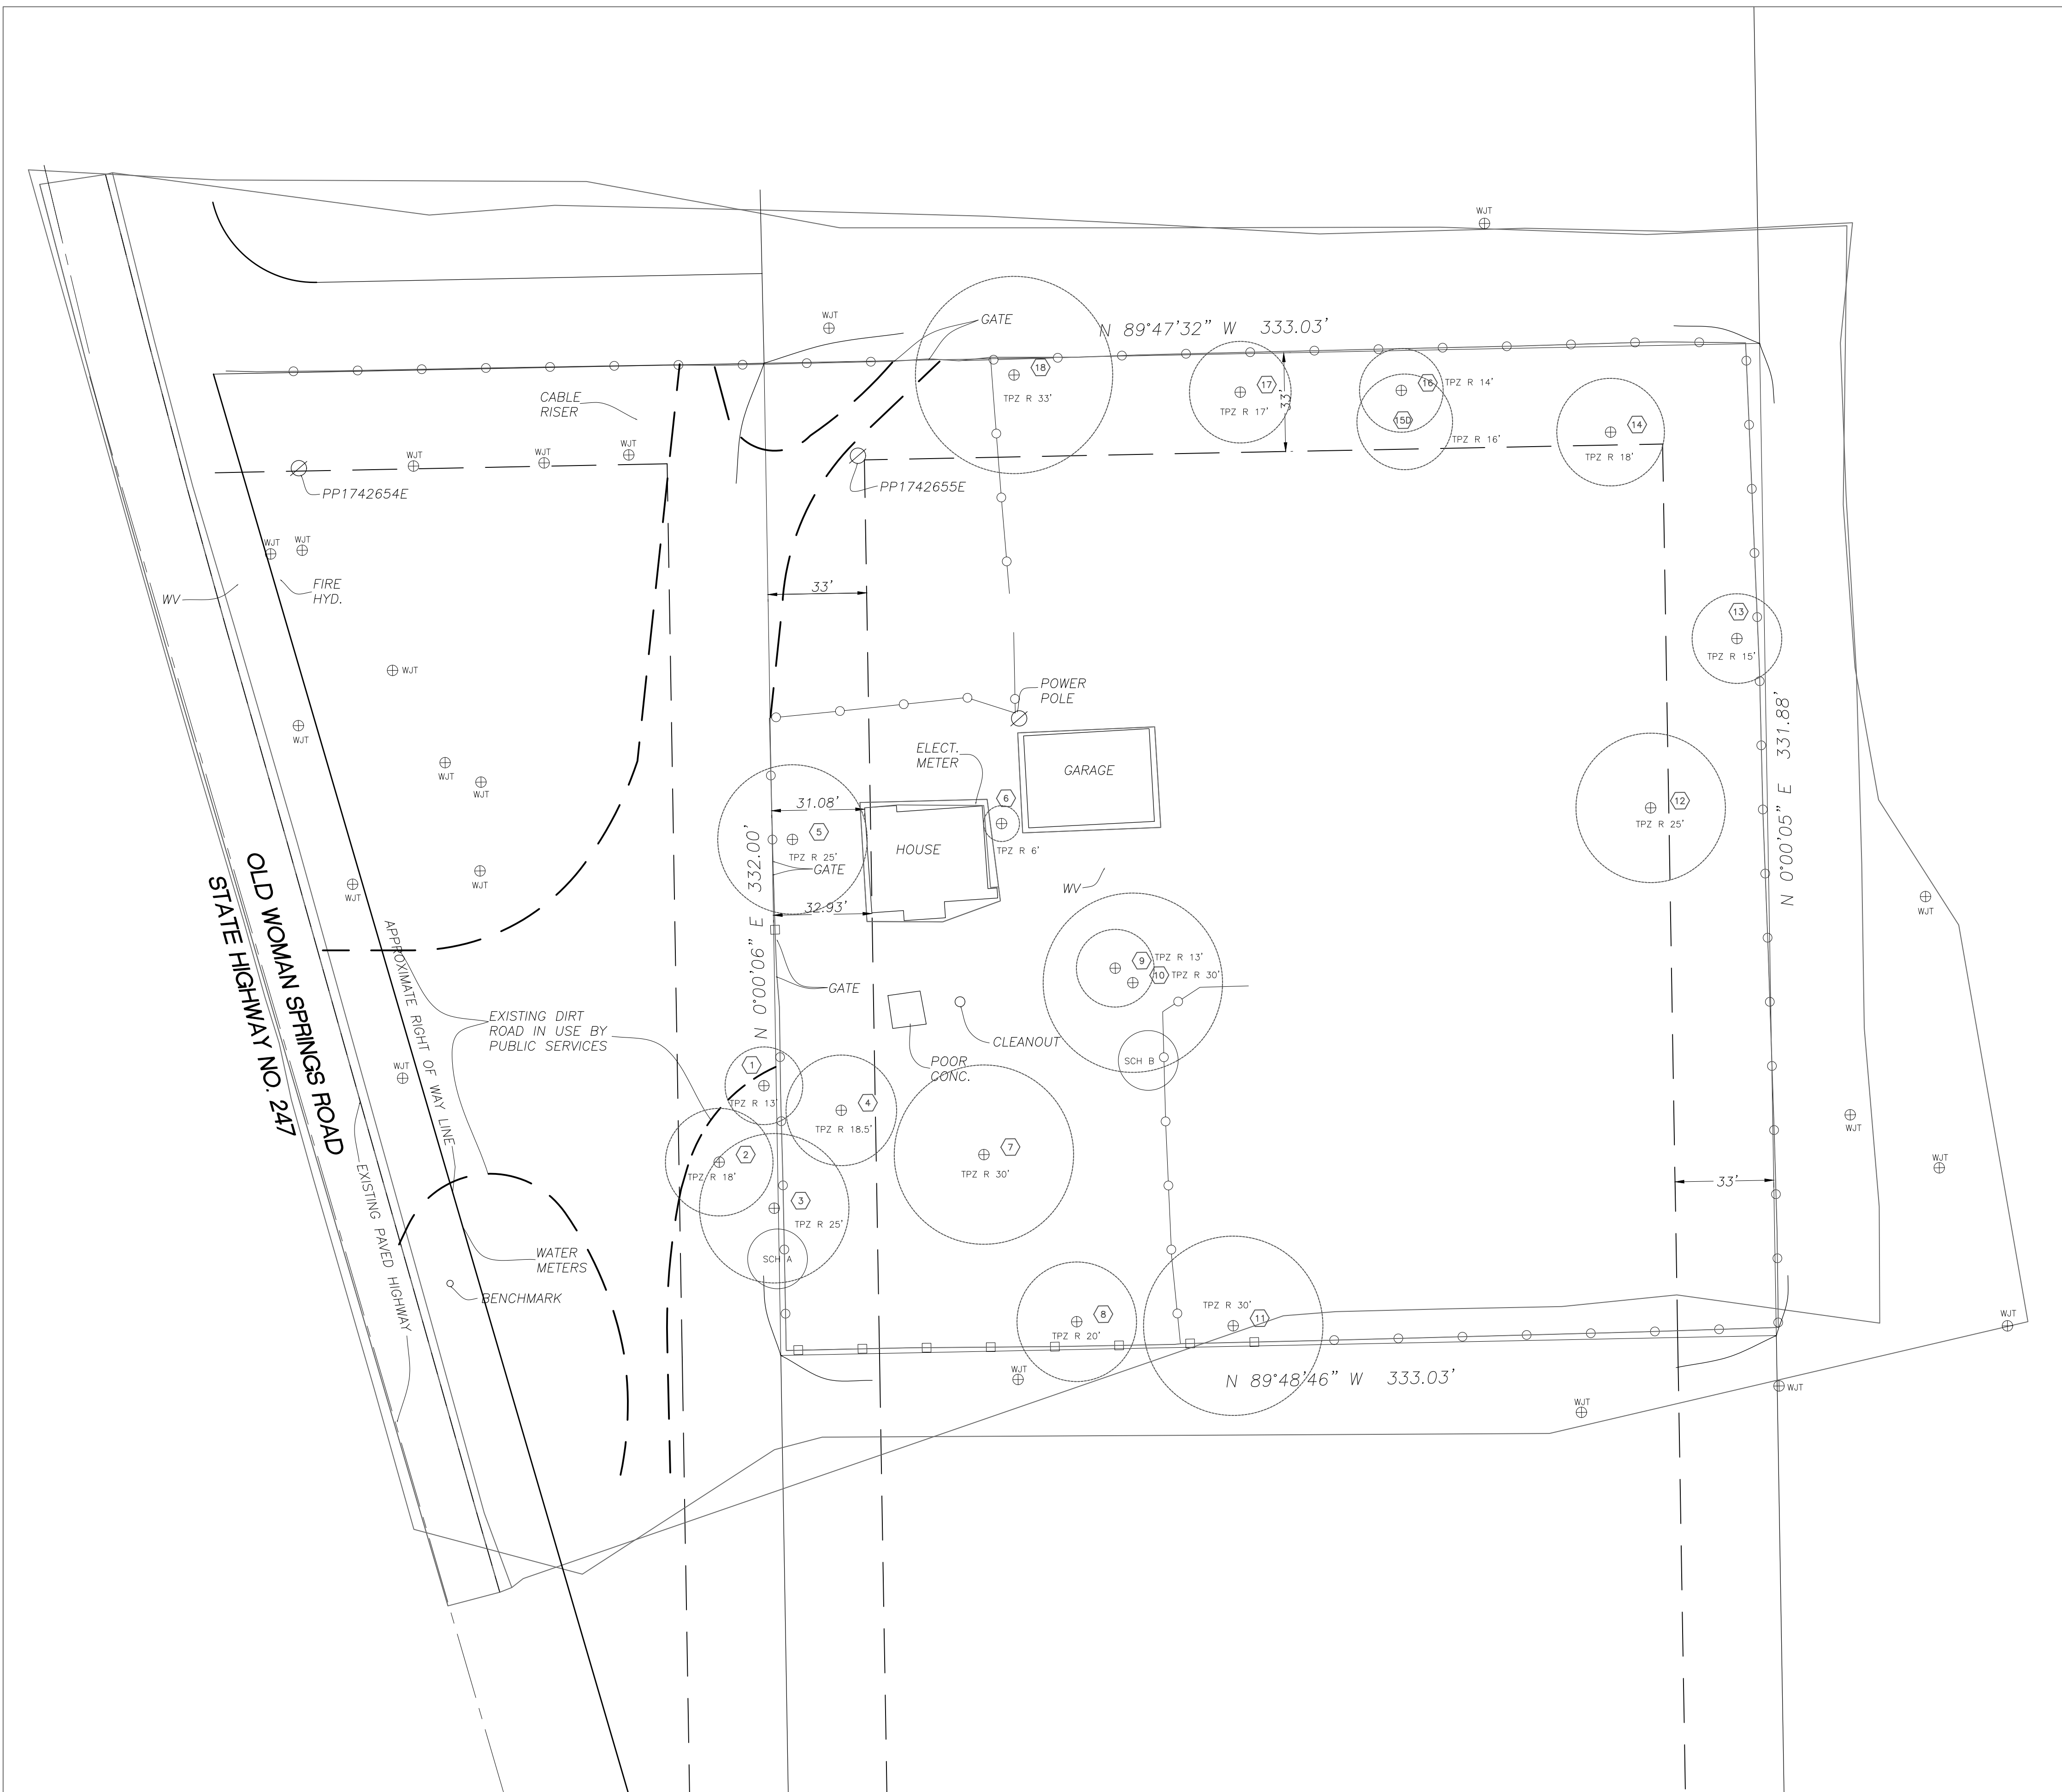 WJT
WJT
GATE
N 89°47'32" W 333.03'
18
TPZ R 33'
17
TPZ R 17'
33'
16
TPZ R 14'
15D
TPZ R 16'
14
TPZ R 18'
CABLE
RISER
WJT
WJT
WJT
PP1742654E
PP1742655E
WJT
WJT
FIRE
HYD.
WV
33'
13
TPZ R 15'
WJT
WJT
WJT
WJT
POWER
POLE
ELECT.
METER
GARAGE
N 0°00'05" E 331.88'
12
TPZ R 25'
31.08'
5
TPZ R 25'
HOUSE
6
TPZ R 6'
GATE
WV
WJT
WJT
WJT
32.93'
N 0°00'06" E 332.00'
OLD WOMAN SPRINGS ROAD
STATE HIGHWAY NO. 247
APPROXIMATE RIGHT OF WAY LINE
9
TPZ R 13'
10
TPZ R 30'
GATE
EXISTING DIRT
ROAD IN USE BY
PUBLIC SERVICES
CLEANOUT
POOR
CONC.
SCH B
WJT
1
TPZ R 13'
4
TPZ R 18.5'
7
TPZ R 30'
2
TPZ R 18'
3
TPZ R 25'
WJT
WJT
33'
EXISTING PAVED HIGHWAY
WATER
METERS
SCH A
BENCHMARK
8
TPZ R 20'
TPZ R 30'
11
WJT
WJT
N 89°48'46" W 333.03'
WJT
WJT